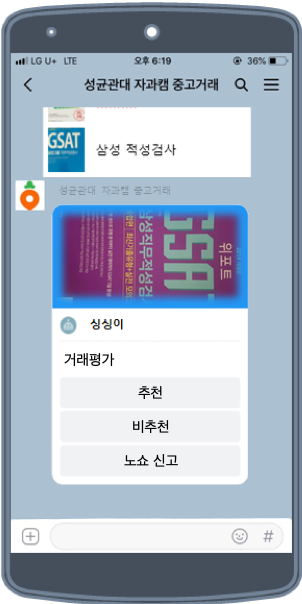 LG U+ LTE 오후 6:19 36%
성균관대 자과캠 중고거래
GSAT
삼성 적성검사
성균관대 자과캠 중고거래
위포트
GSA
삼성직무적성검
싱싱이
거래평가
추천
비추천
노쇼 신고
#